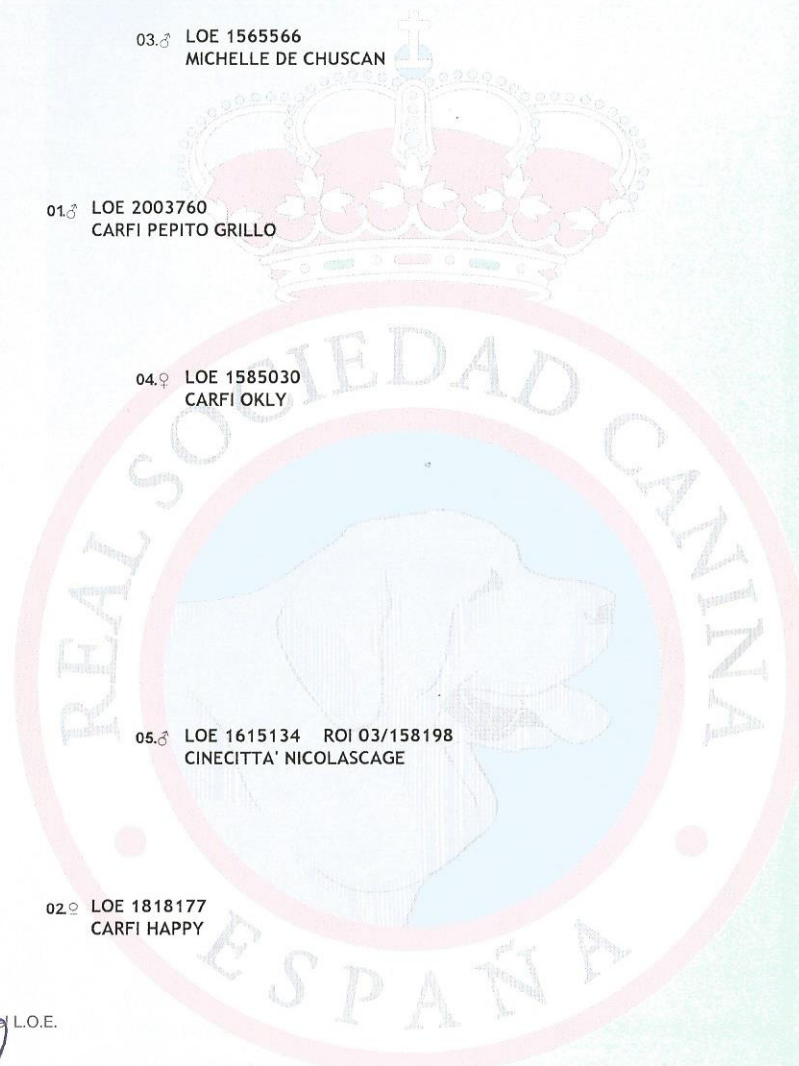 03.♂ LOE 1565566
MICHELLE DE CHUSCAN
01.♂ LOE 2003760
CARFI PEPITO GRILLO
04.♀ LOE 1585030
CARFI OKLY
REAL SOCIEDAD CANINA
05.♂ LOE 1615134 ROI 03/158198
CINECITTA' NICOLASCAGE
02.♀ LOE 1818177
CARFI HAPPY
ESPAÑA
L.O.E.